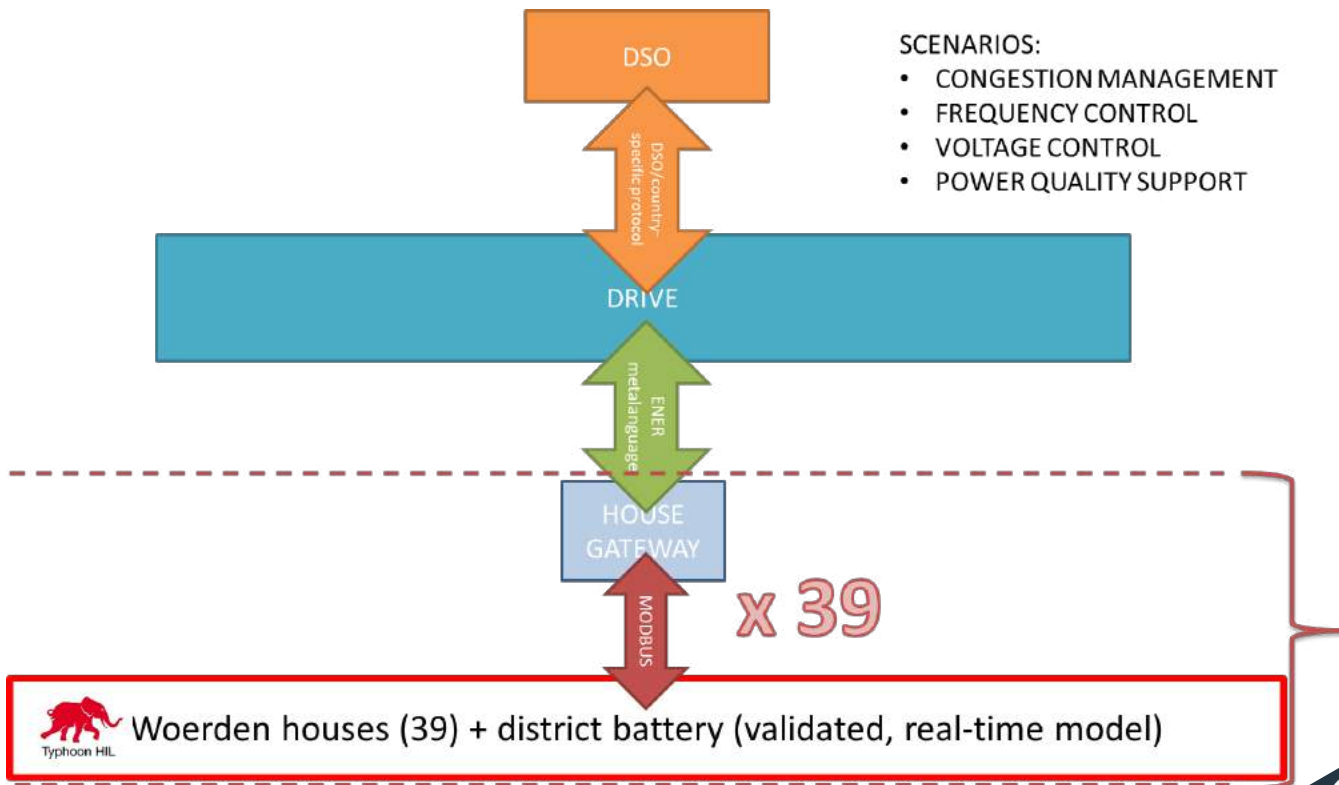 DSO
SCENARIOS:
• CONGESTION MANAGEMENT
• FREQUENCY CONTROL
• VOLTAGE CONTROL
• POWER QUALITY SUPPORT
DSO/country-
specific protocol
DRIVE
ENER
metalanguage
HOUSE
GATEWAY
MODBUS
x 39
Typhoon HIL
Woerden houses (39) + district battery (validated, real-time model)